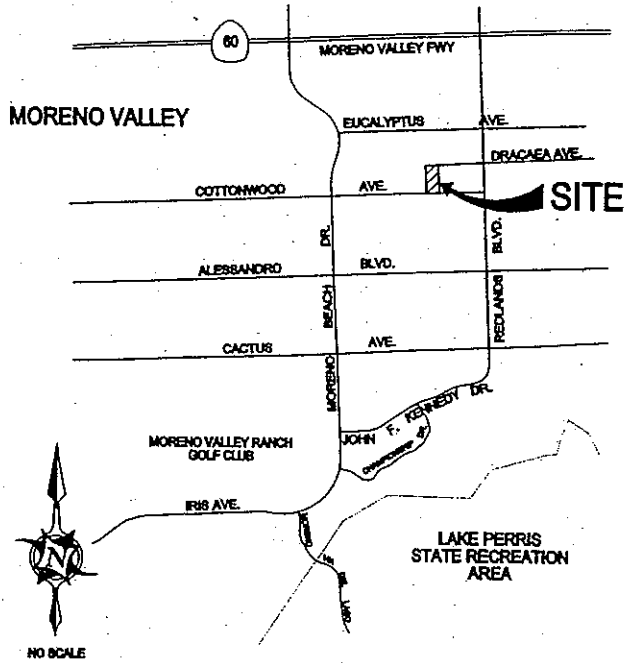 60
MORENO VALLEY FWY
MORENO VALLEY
EUCALYPTUS AVE.
DRACAEA AVE.
COTTONWOOD AVE.
SITE
MORENO BEACH DR.
REDLANDS BLVD.
ALESSANDRO BLVD.
CACTUS AVE.
JOHN F. KENNEDY DR.
CHAMPIONSHIP DR.
MORENO VALLEY RANCH
GOLF CLUB
IRIS AVE.
LAKE PERRIS
STATE RECREATION
AREA
N
NO SCALE